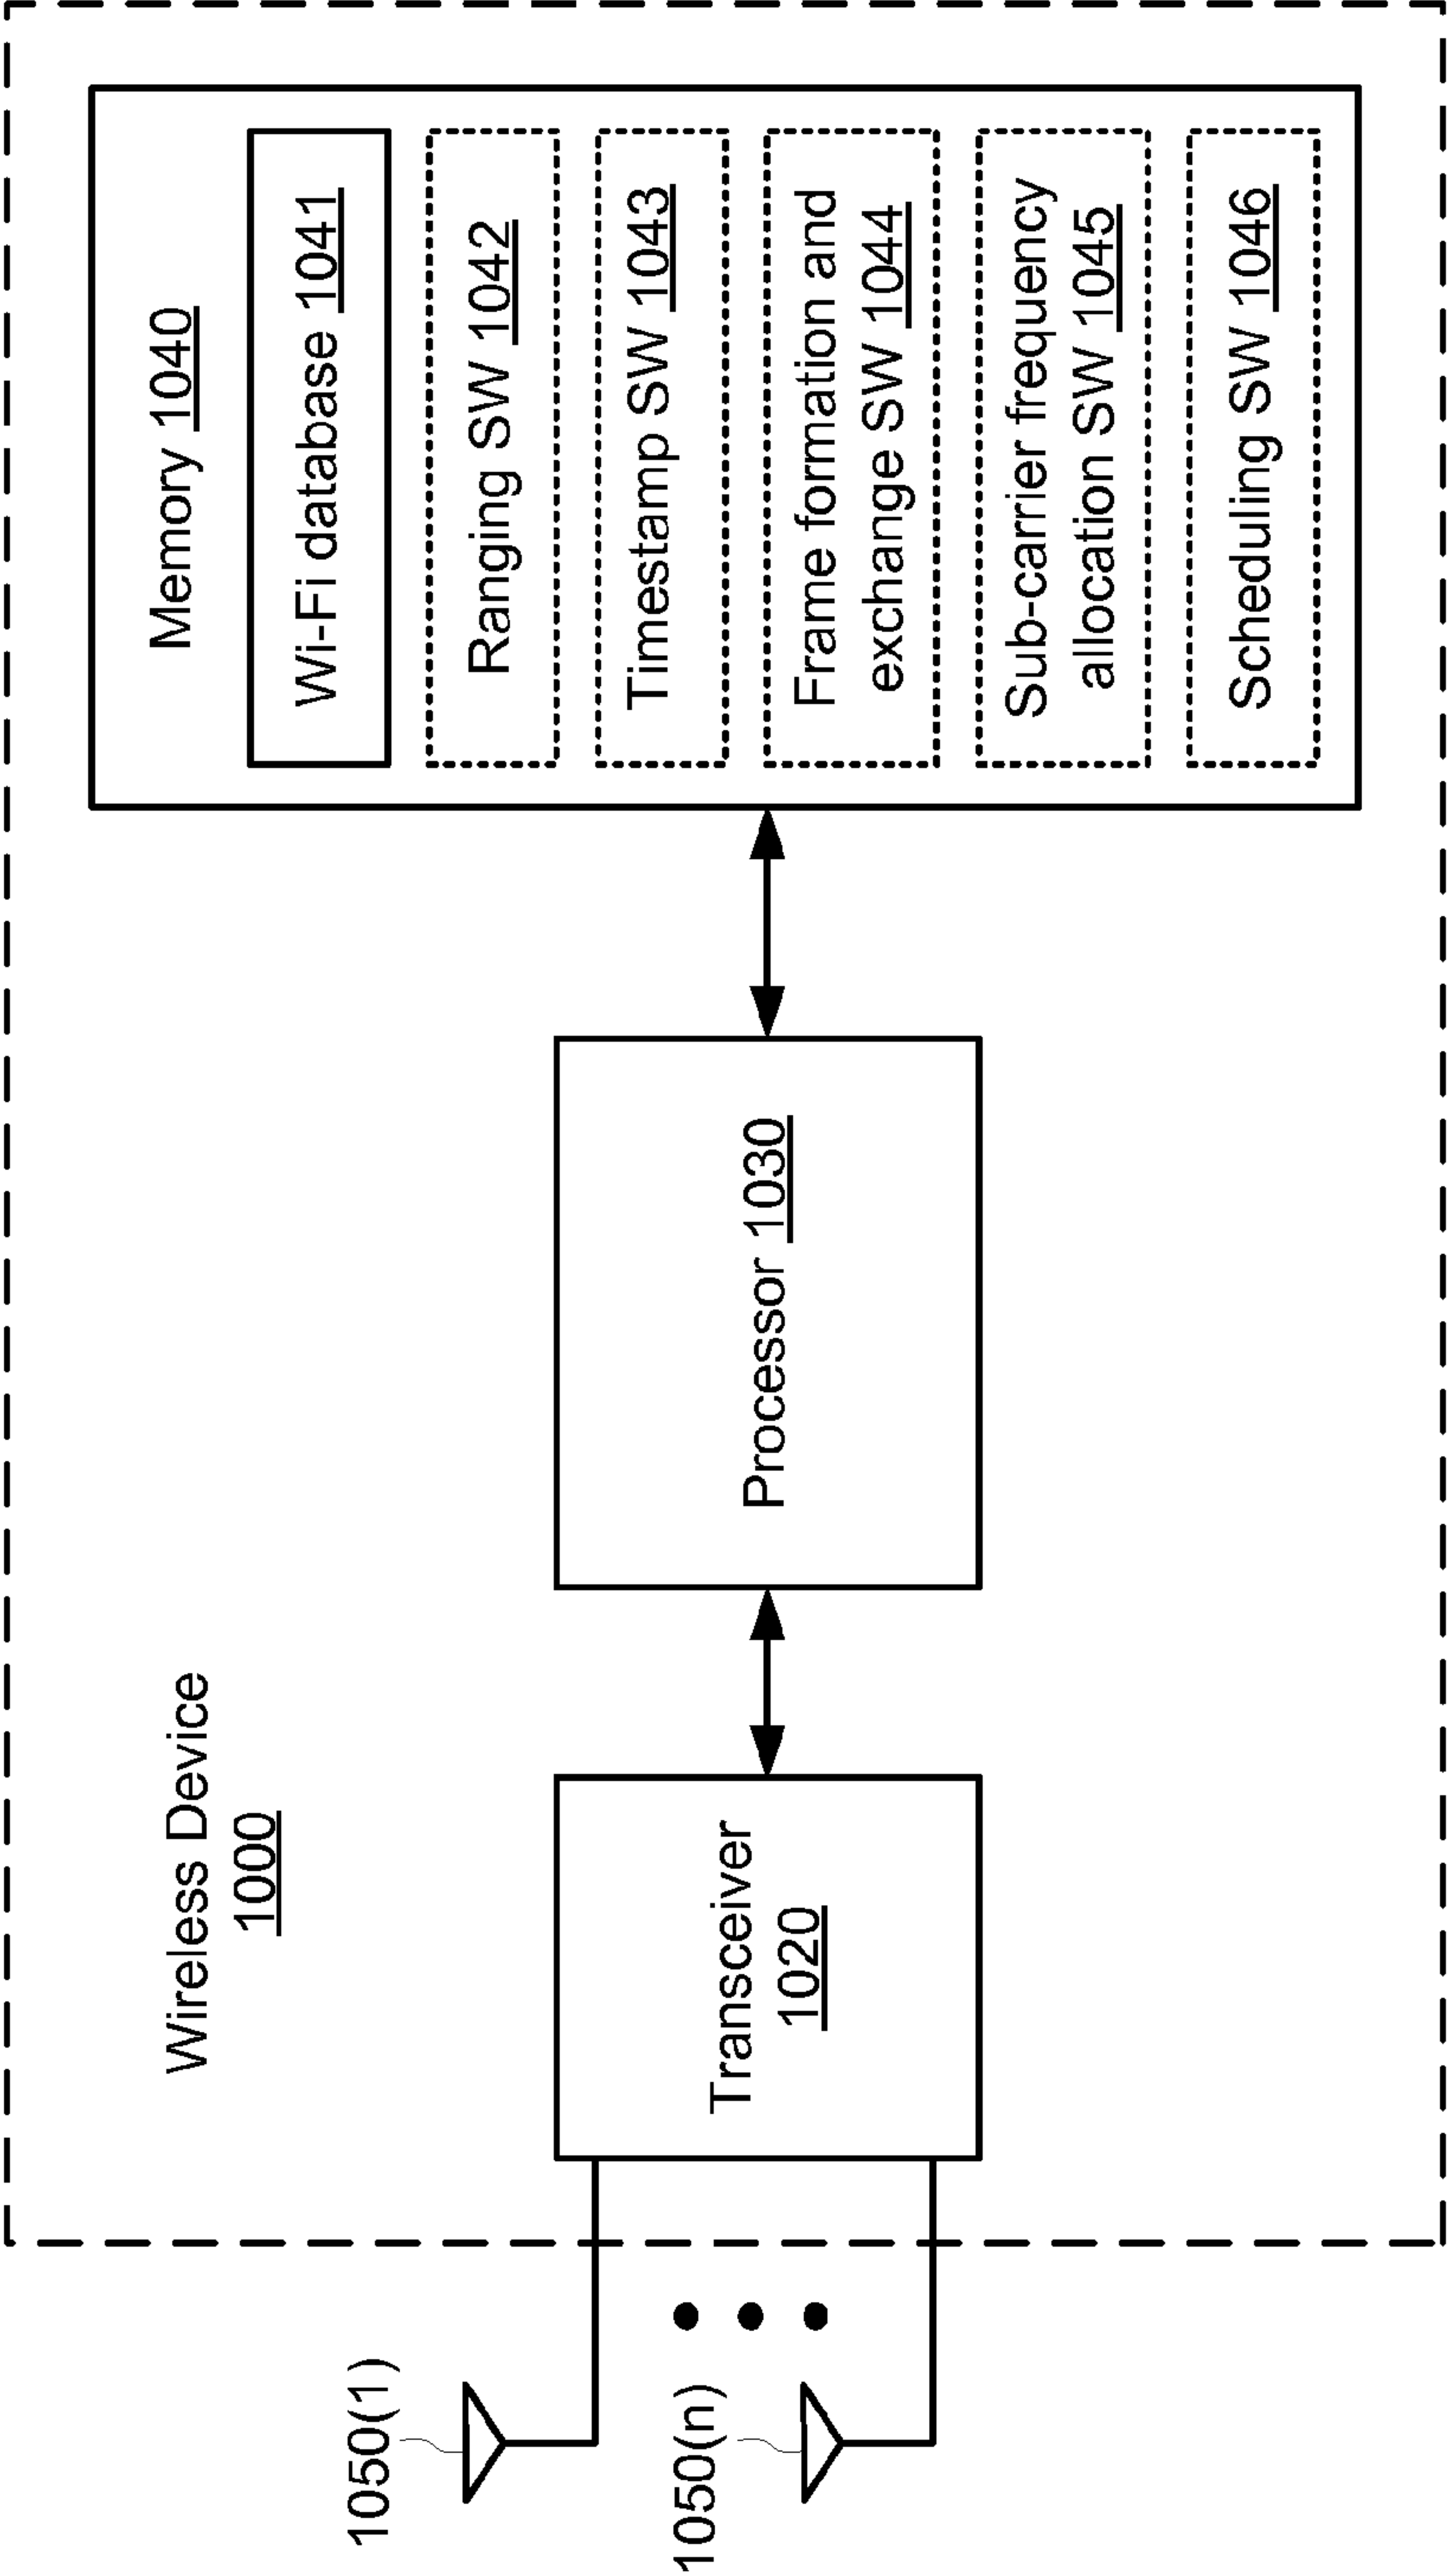 Wireless Device
1000
1050(1)
1050(n)
Transceiver
1020
Processor 1030
Memory 1040
Wi-Fi database 1041
Ranging SW 1042
Timestamp SW 1043
Frame formation and
exchange SW 1044
Sub-carrier frequency
allocation SW 1045
Scheduling SW 1046